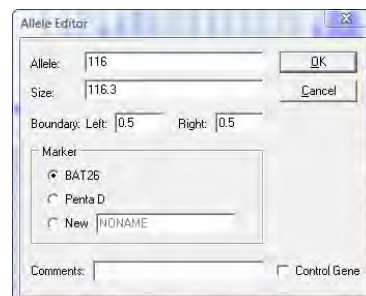 Allele Editor
Allele: 116 OK
Size: 116.3 Cancel
Boundary: Left: 0.5 Right: 0.5
Marker
BAT26
Penta D
New NONAME
Comments: Control Gene